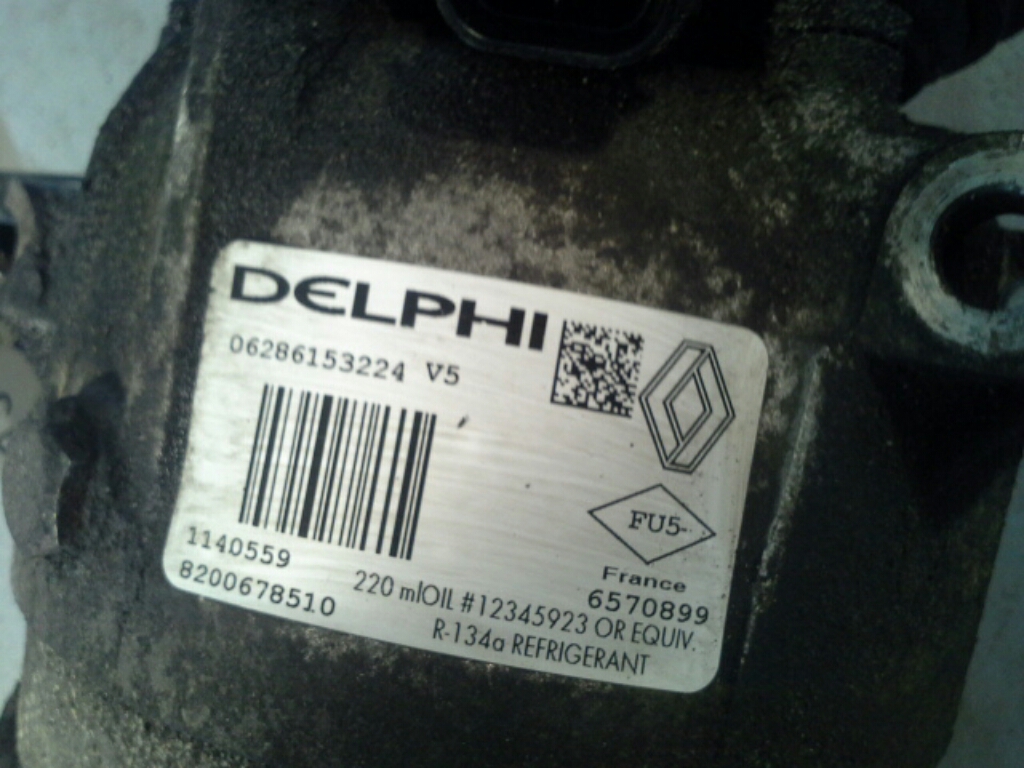 DELPHI
06286153224 V5
FU5-
France
1140559
6570899
8200678510
220 mlOIL #12345923 OR EQUIV.
R-134a REFRIGERANT